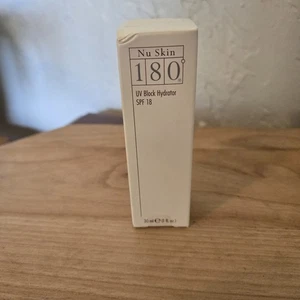 Nu Skin
180°
UV Block Hydrator
SPF 18